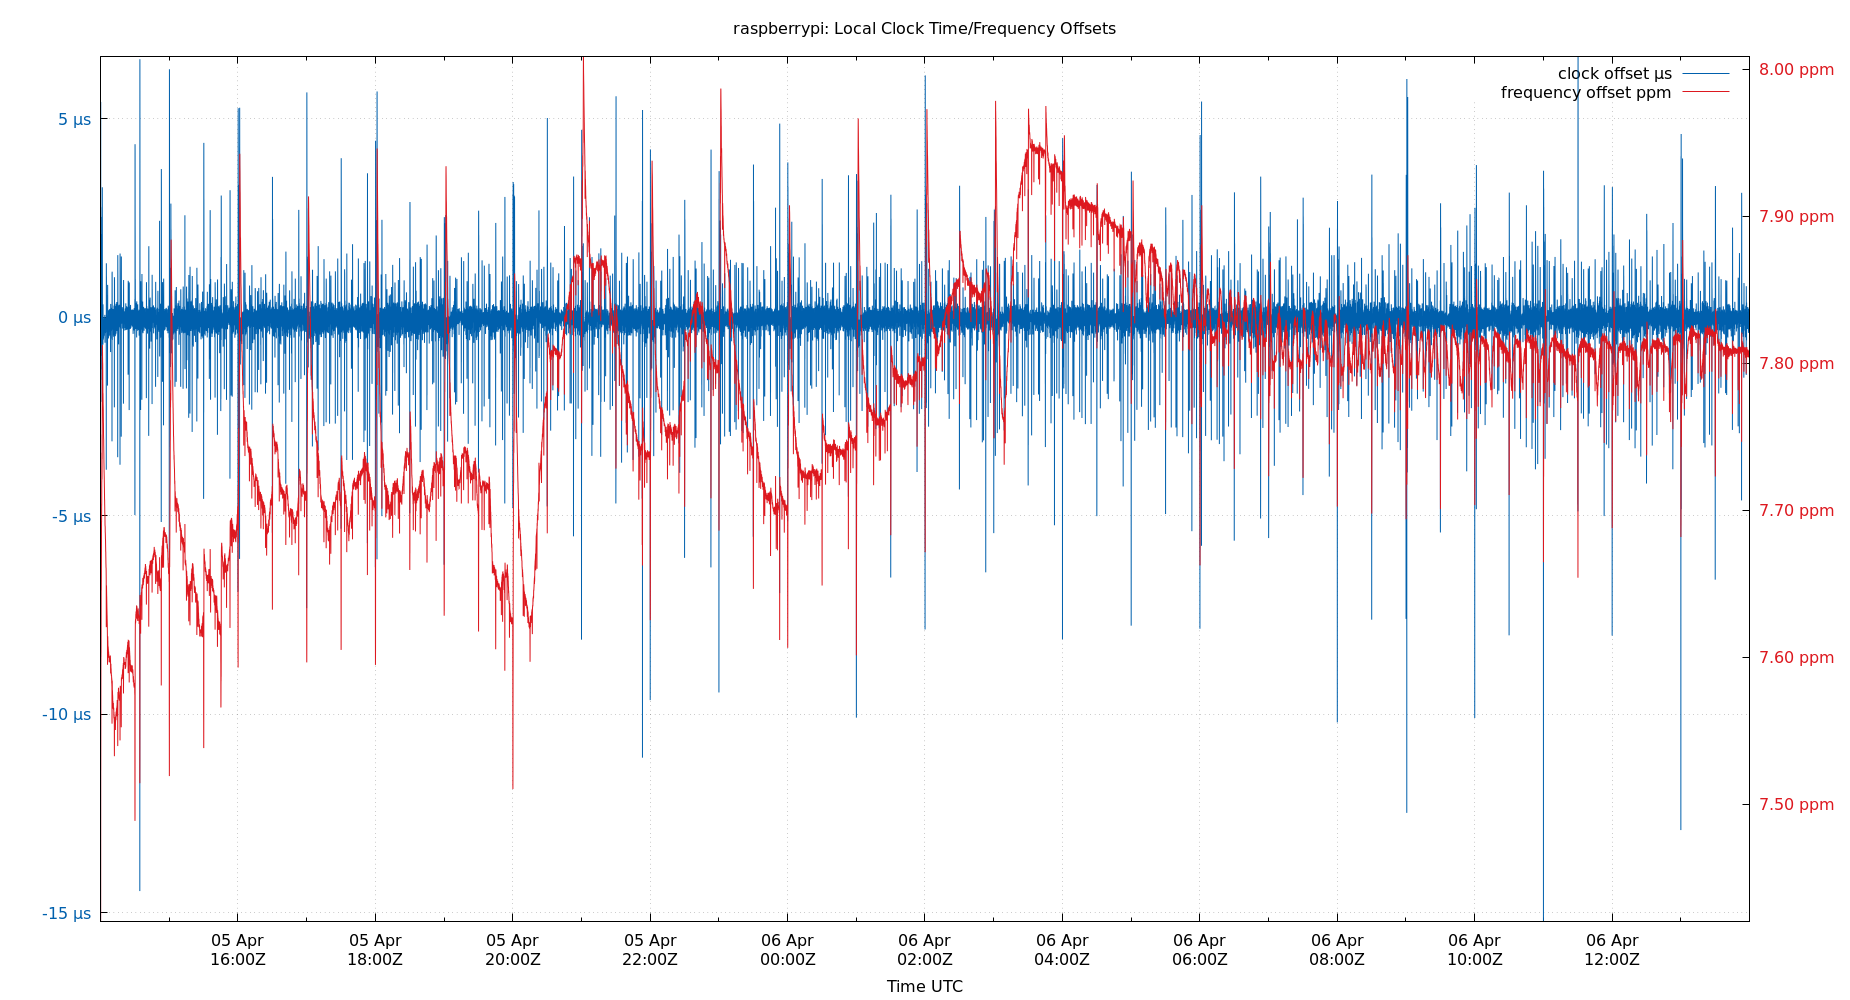 raspberrypi: Local Clock Time/Frequency Offsets
clock offset µs
frequency offset ppm
5 µs
0 µs
-5 µs
-10 µs
-15 µs
8.00 ppm
7.90 ppm
7.80 ppm
7.70 ppm
7.60 ppm
7.50 ppm
05 Apr 05 Apr 05 Apr 05 Apr 06 Apr 06 Apr 06 Apr 06 Apr 06 Apr 06 Apr 06 Apr
16:00Z 18:00Z 20:00Z 22:00Z 00:00Z 02:00Z 04:00Z 06:00Z 08:00Z 10:00Z 12:00Z
Time UTC